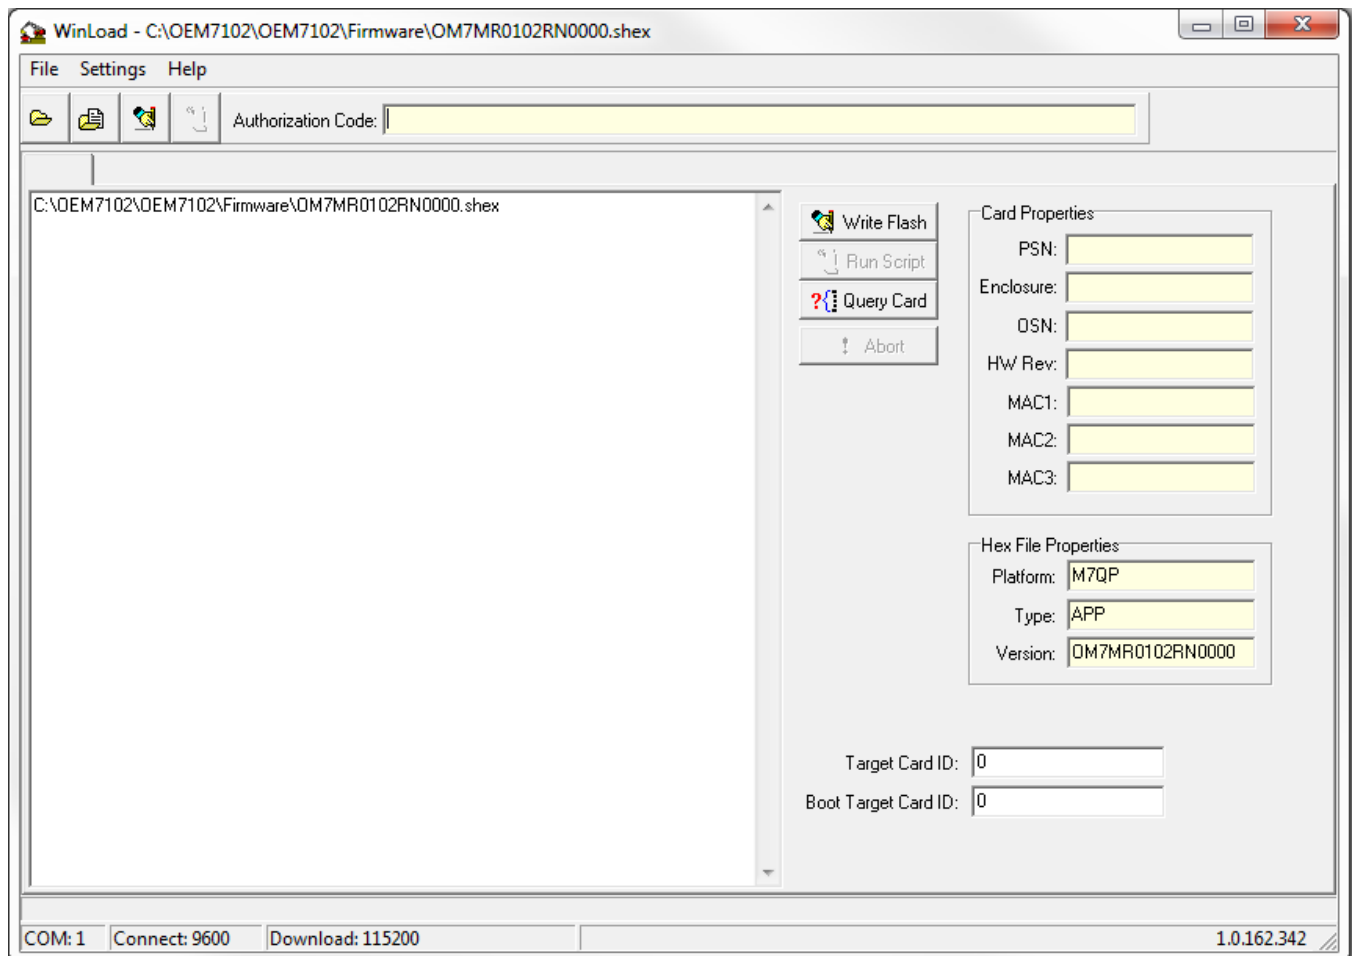 WinLoad - C:\OEM7102\OEM7102\Firmware\OM7MR0102RN0000.shex
File Settings Help
Authorization Code:
C:\OEM7102\OEM7102\Firmware\OM7MR0102RN0000.shex
Write Flash
Run Script
?{ Query Card
! Abort
Card Properties
PSN:
Enclosure:
OSN:
HW Rev:
MAC1:
MAC2:
MAC3:
Hex File Properties
Platform: M7QP
Type: APP
Version: OM7MR0102RN0000
Target Card ID: 0
Boot Target Card ID: 0
COM: 1 Connect: 9600 Download: 115200 1.0.162.342